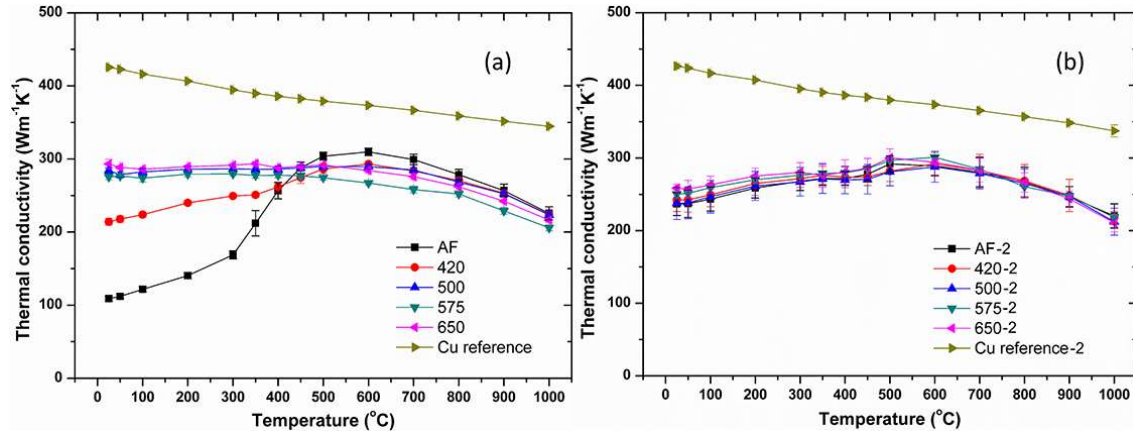 (a)
500
400
300
200
100
0
Thermal conductivity (Wm⁻¹K⁻¹)
AF
420
500
575
650
Cu reference
0 100 200 300 400 500 600 700 800 900 1000
Temperature (°C)
(b)
500
400
300
200
100
0
Thermal conductivity (Wm⁻¹K⁻¹)
AF-2
420-2
500-2
575-2
650-2
Cu reference-2
0 100 200 300 400 500 600 700 800 900 1000
Temperature (°C)